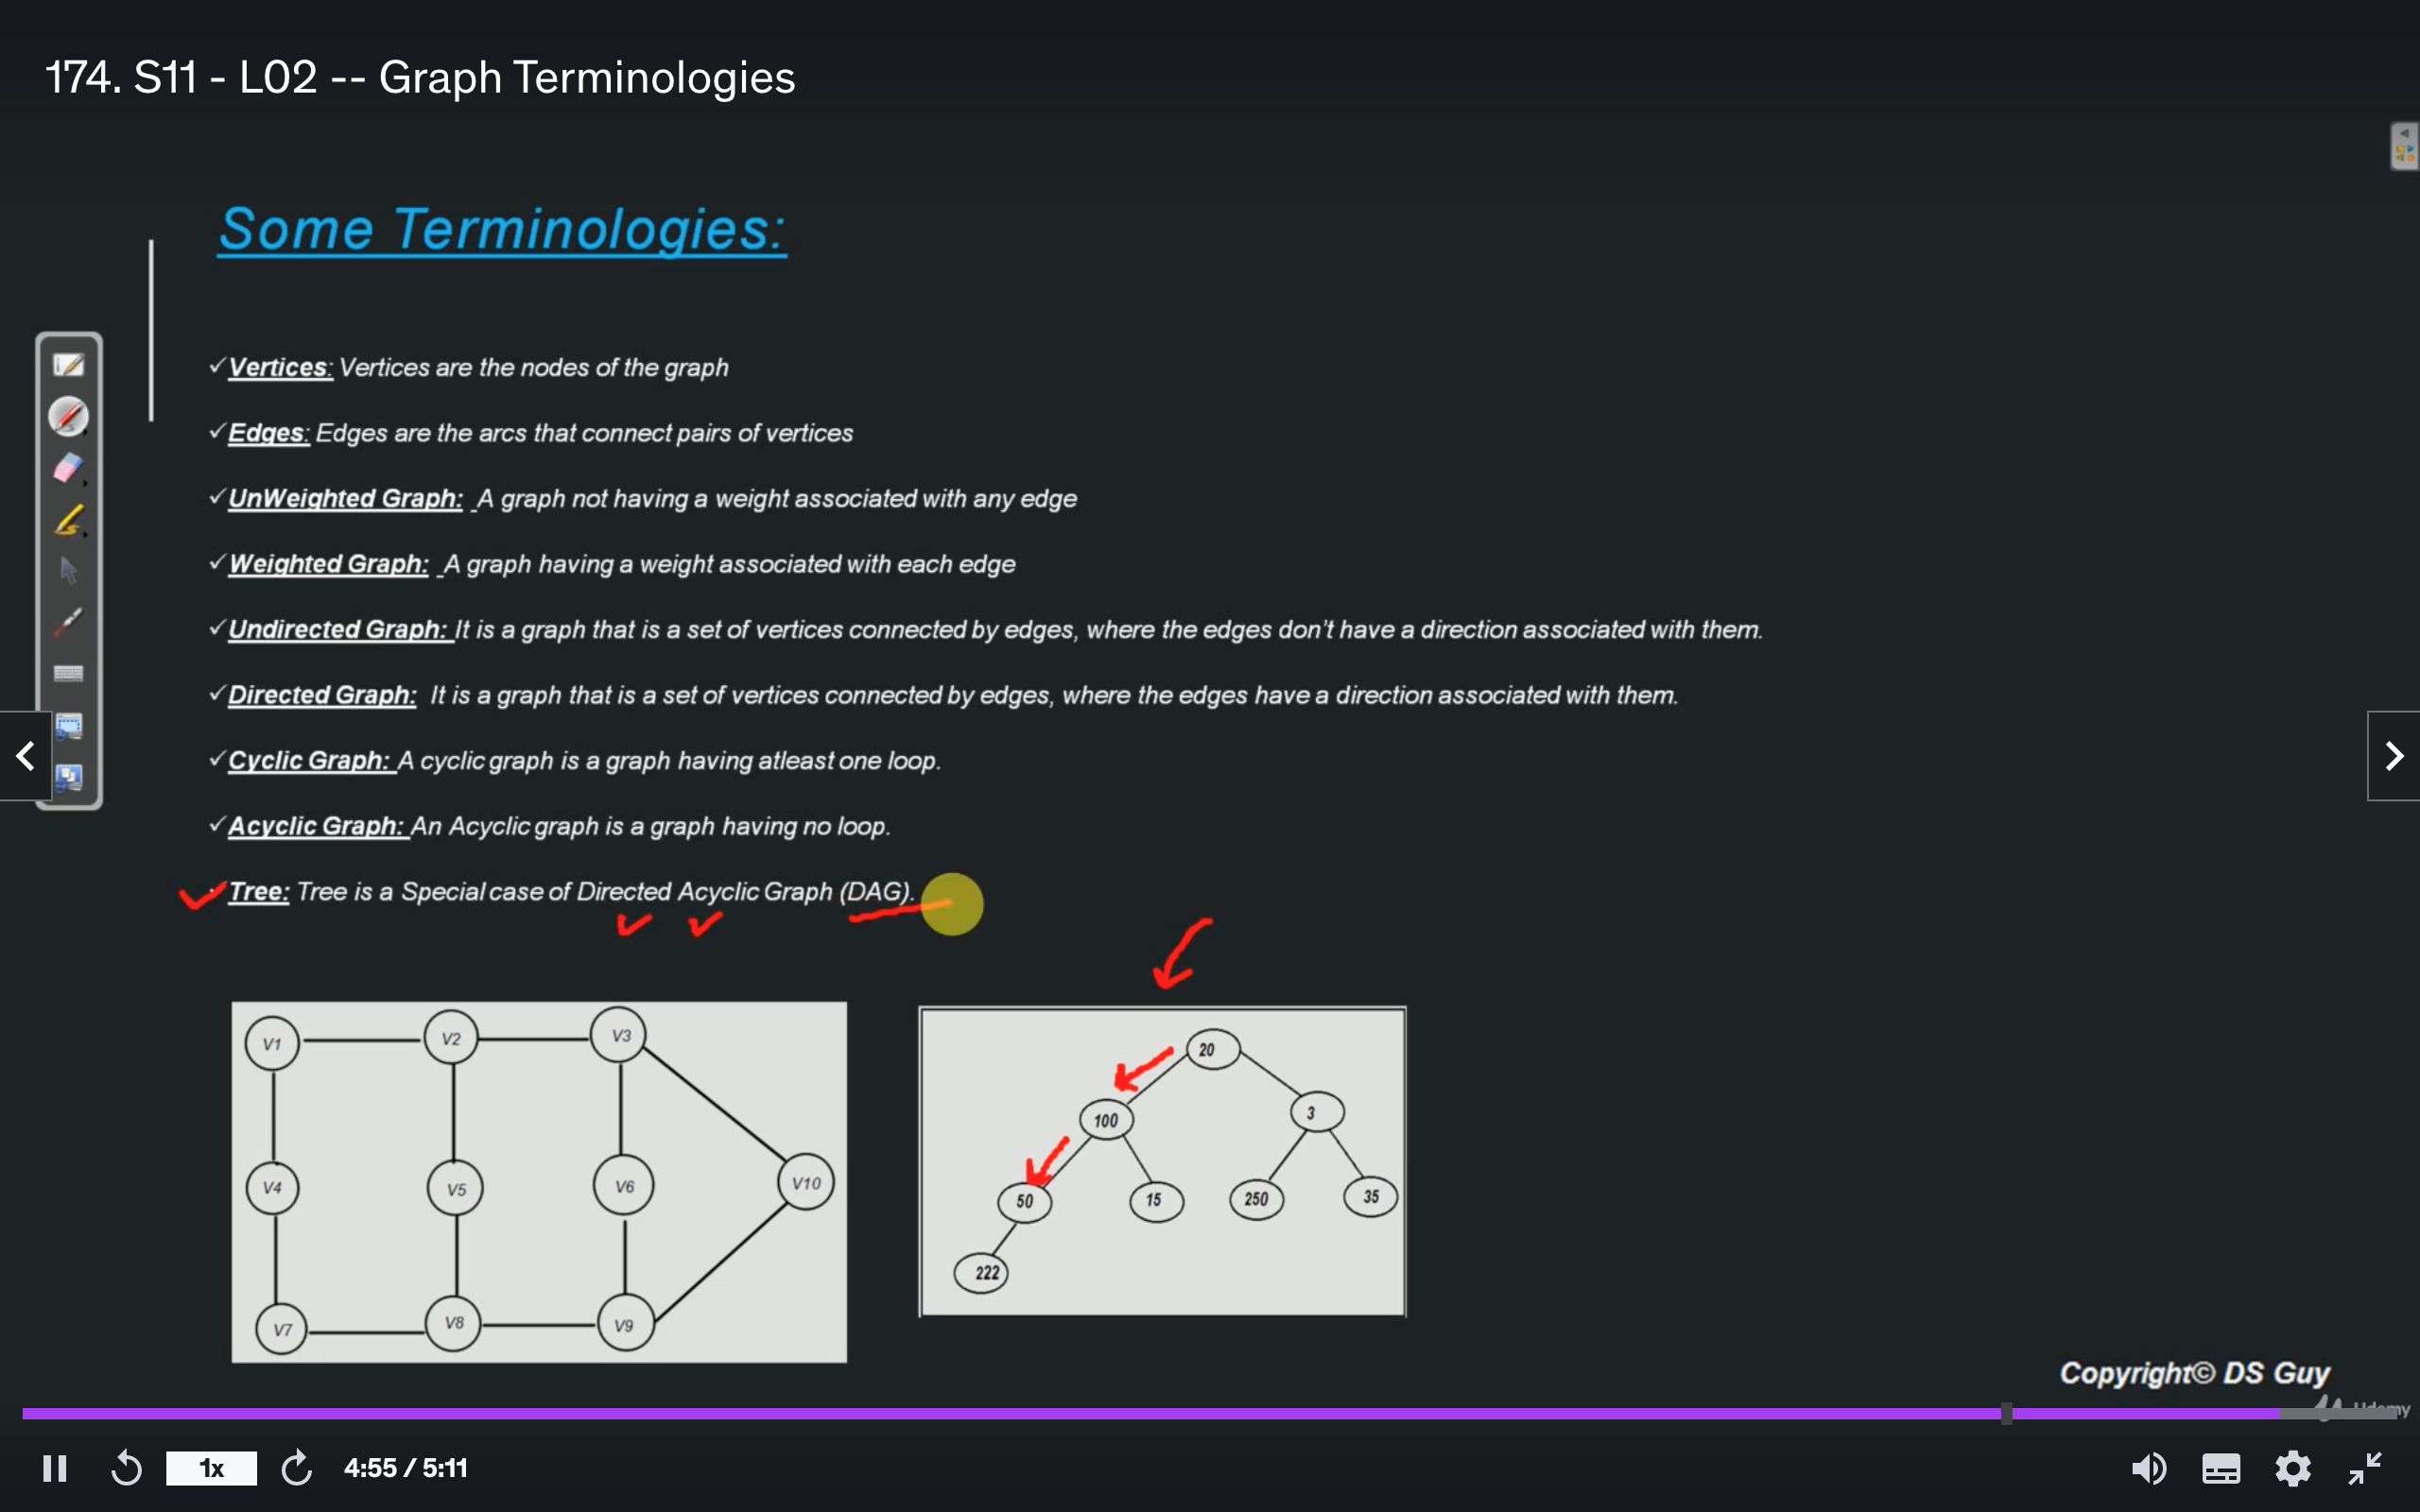 174. S11 - L02 -- Graph Terminologies
Some Terminologies:
✓Vertices: Vertices are the nodes of the graph
✓Edges: Edges are the arcs that connect pairs of vertices
✓UnWeighted Graph: A graph not having a weight associated with any edge
✓Weighted Graph: A graph having a weight associated with each edge
✓Undirected Graph: It is a graph that is a set of vertices connected by edges, where the edges don't have a direction associated with them.
✓Directed Graph: It is a graph that is a set of vertices connected by edges, where the edges have a direction associated with them.
✓Cyclic Graph: A cyclic graph is a graph having atleast one loop.
✓Acyclic Graph: An Acyclic graph is a graph having no loop.
✓Tree: Tree is a Special case of Directed Acyclic Graph (DAG).
V1 V2 V3
V4 V5 V6 V10
V7 V8 V9
20
100 3
50 15 250 35
222
Copyright© DS Guy
Udemy
1x 4:55 / 5:11